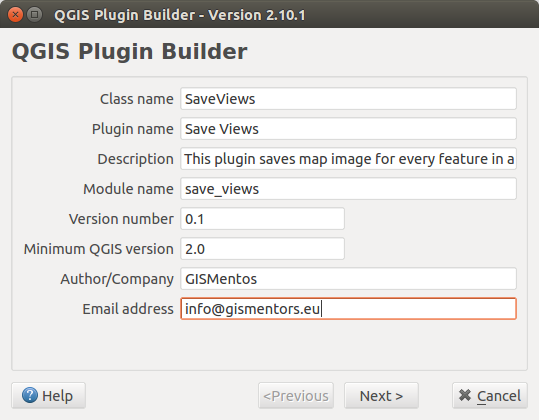 QGIS Plugin Builder - Version 2.10.1
QGIS Plugin Builder
Class name SaveViews
Plugin name Save Views
Description This plugin saves map image for every feature in a
Module name save_views
Version number 0.1
Minimum QGIS version 2.0
Author/Company GISMentos
Email address info@gismentors.eu
Help <Previous Next > Cancel